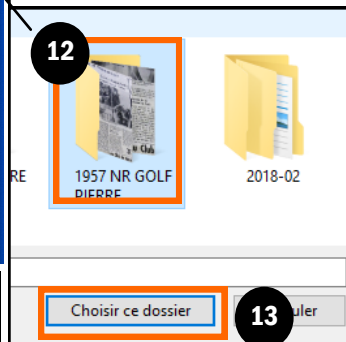 12
RE
1957 NR GOLF
PIERRE
2018-02
Choisir ce dossier
13
uler